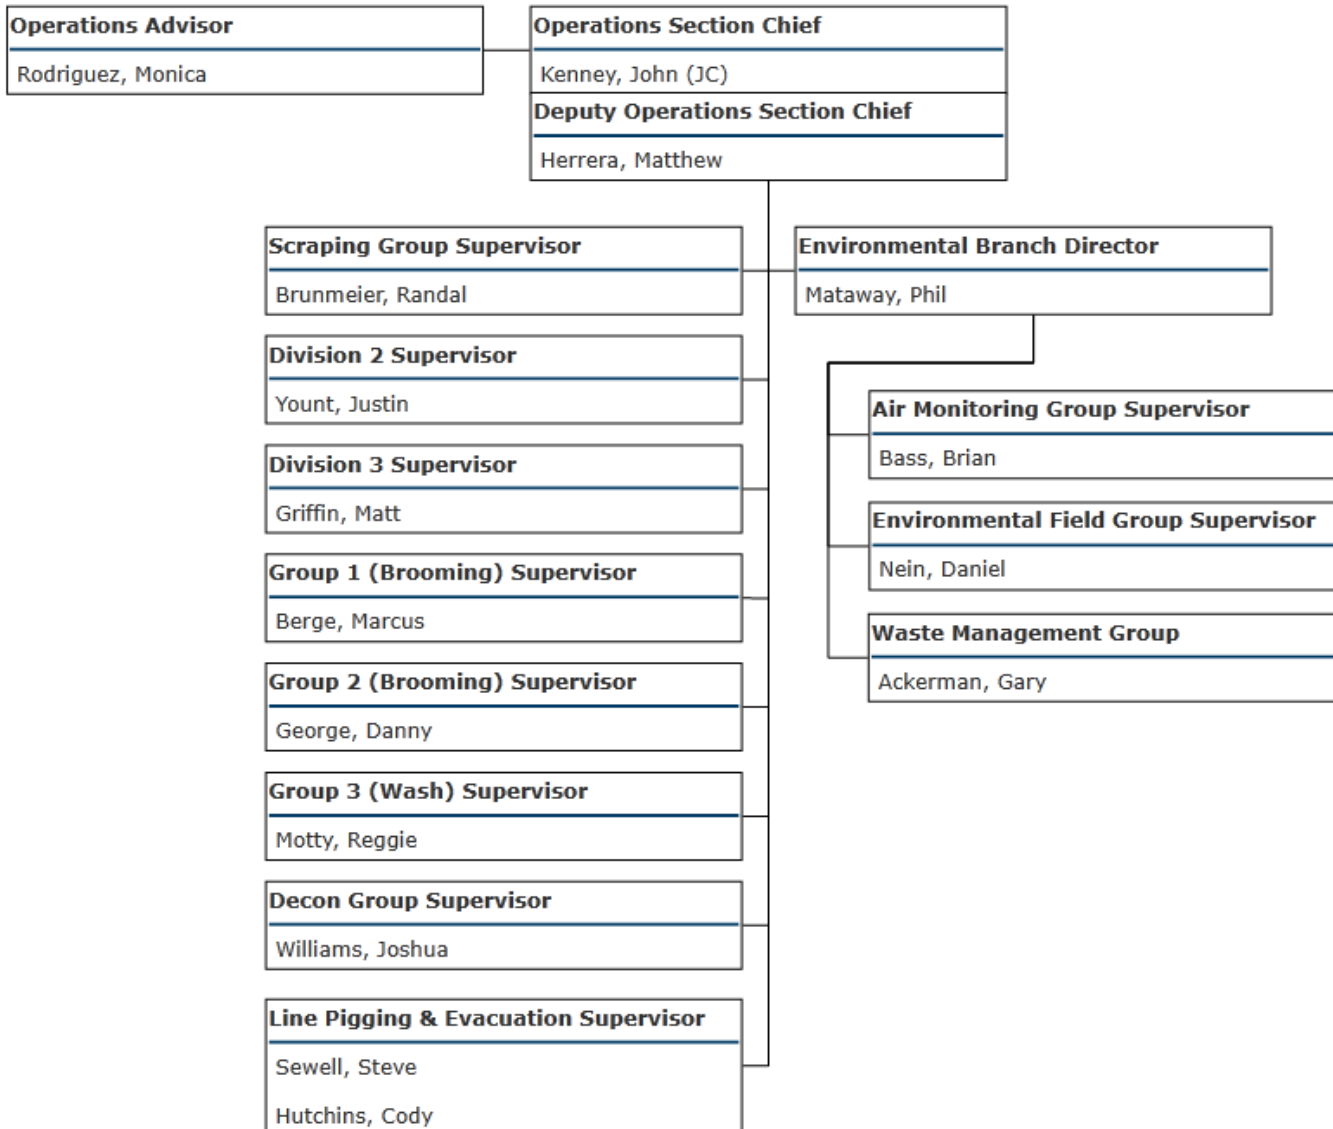 Operations Advisor
Rodriguez, Monica
Operations Section Chief
Kenney, John (JC)
Deputy Operations Section Chief
Herrera, Matthew
Scraping Group Supervisor
Brunmeier, Randal
Division 2 Supervisor
Yount, Justin
Division 3 Supervisor
Griffin, Matt
Group 1 (Brooming) Supervisor
Berge, Marcus
Group 2 (Brooming) Supervisor
George, Danny
Group 3 (Wash) Supervisor
Motty, Reggie
Decon Group Supervisor
Williams, Joshua
Line Pigging & Evacuation Supervisor
Sewell, Steve
Hutchins, Cody
Environmental Branch Director
Mataway, Phil
Air Monitoring Group Supervisor
Bass, Brian
Environmental Field Group Supervisor
Nein, Daniel
Waste Management Group
Ackerman, Gary